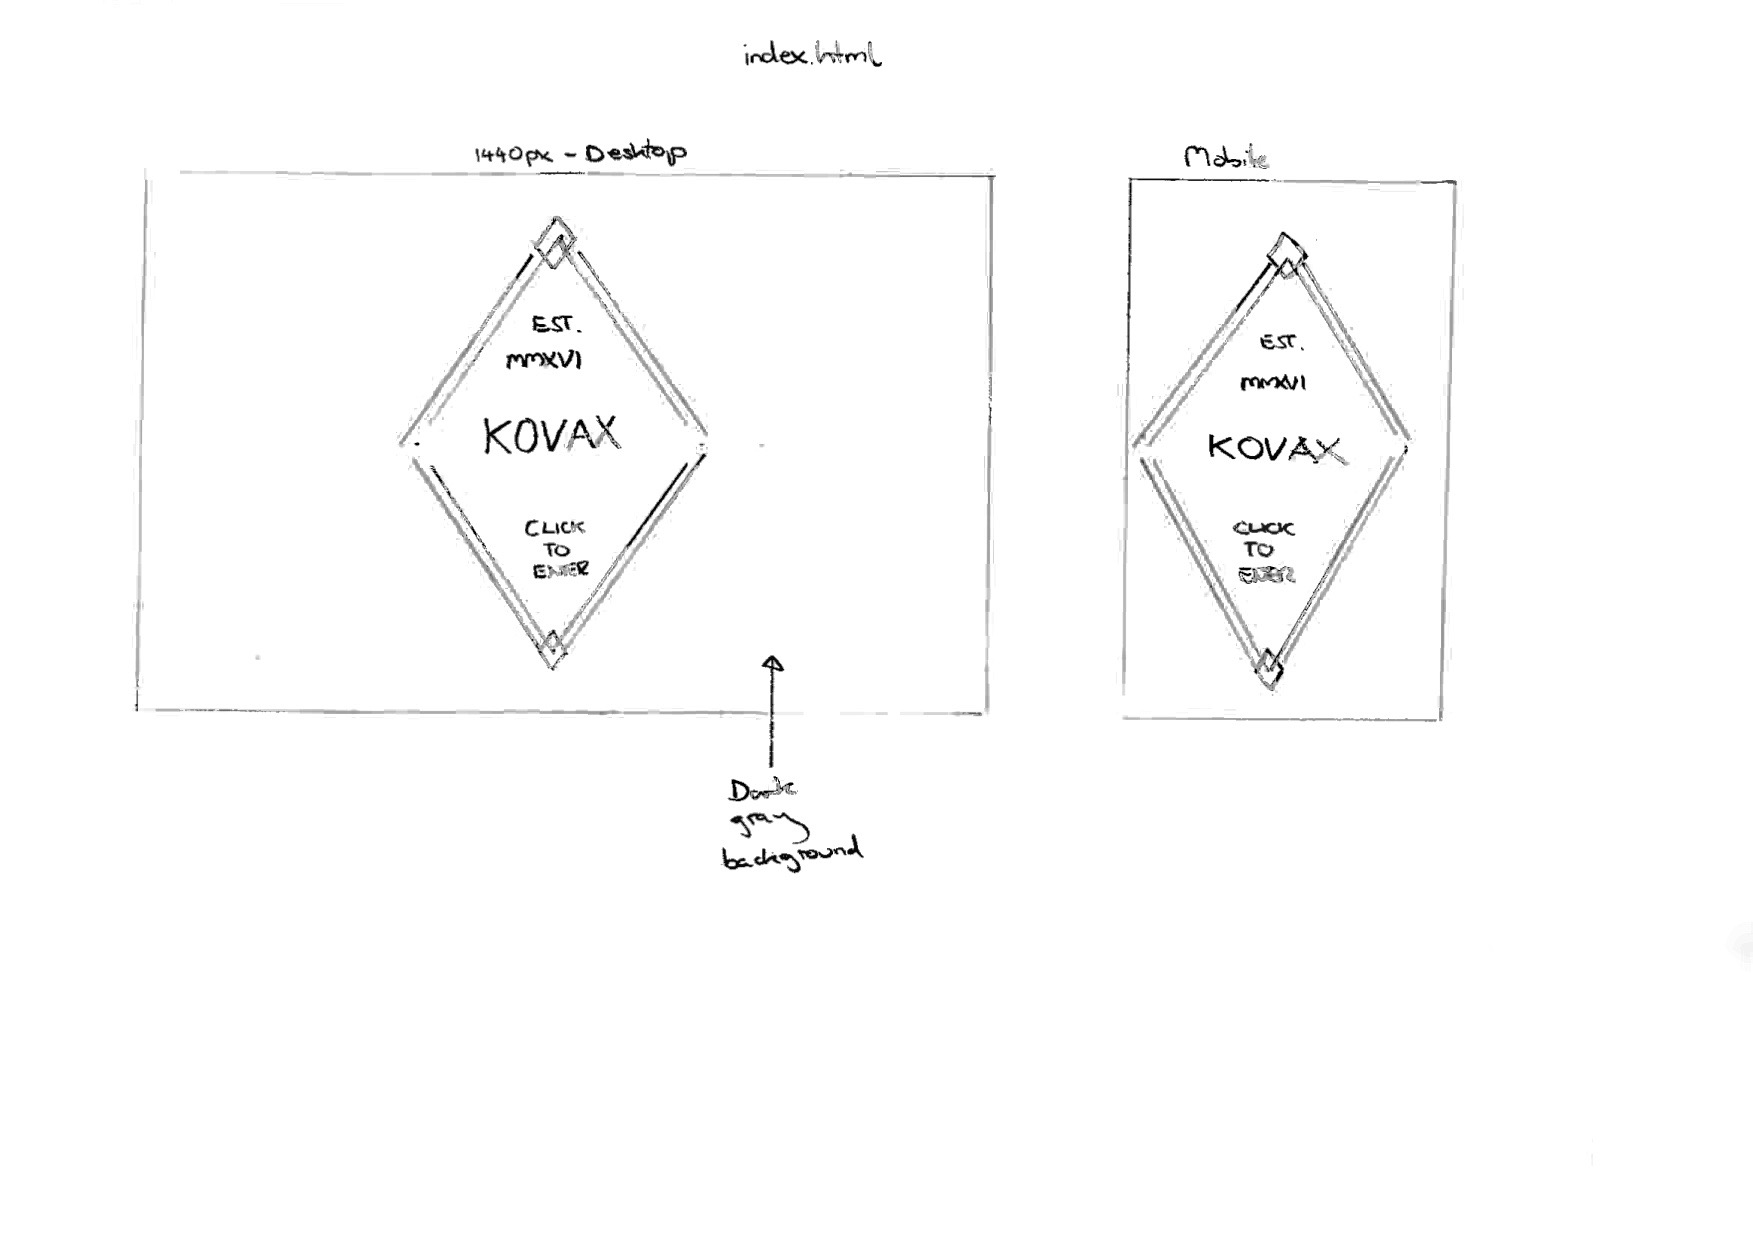 index.html
1440px - Desktop
EST.
MMXVI
KOVAX
CLICK
TO
ENTER
Dark
gray
background
Mobile
EST.
MMXVI
KOVAX
CLICK
TO
ENTER